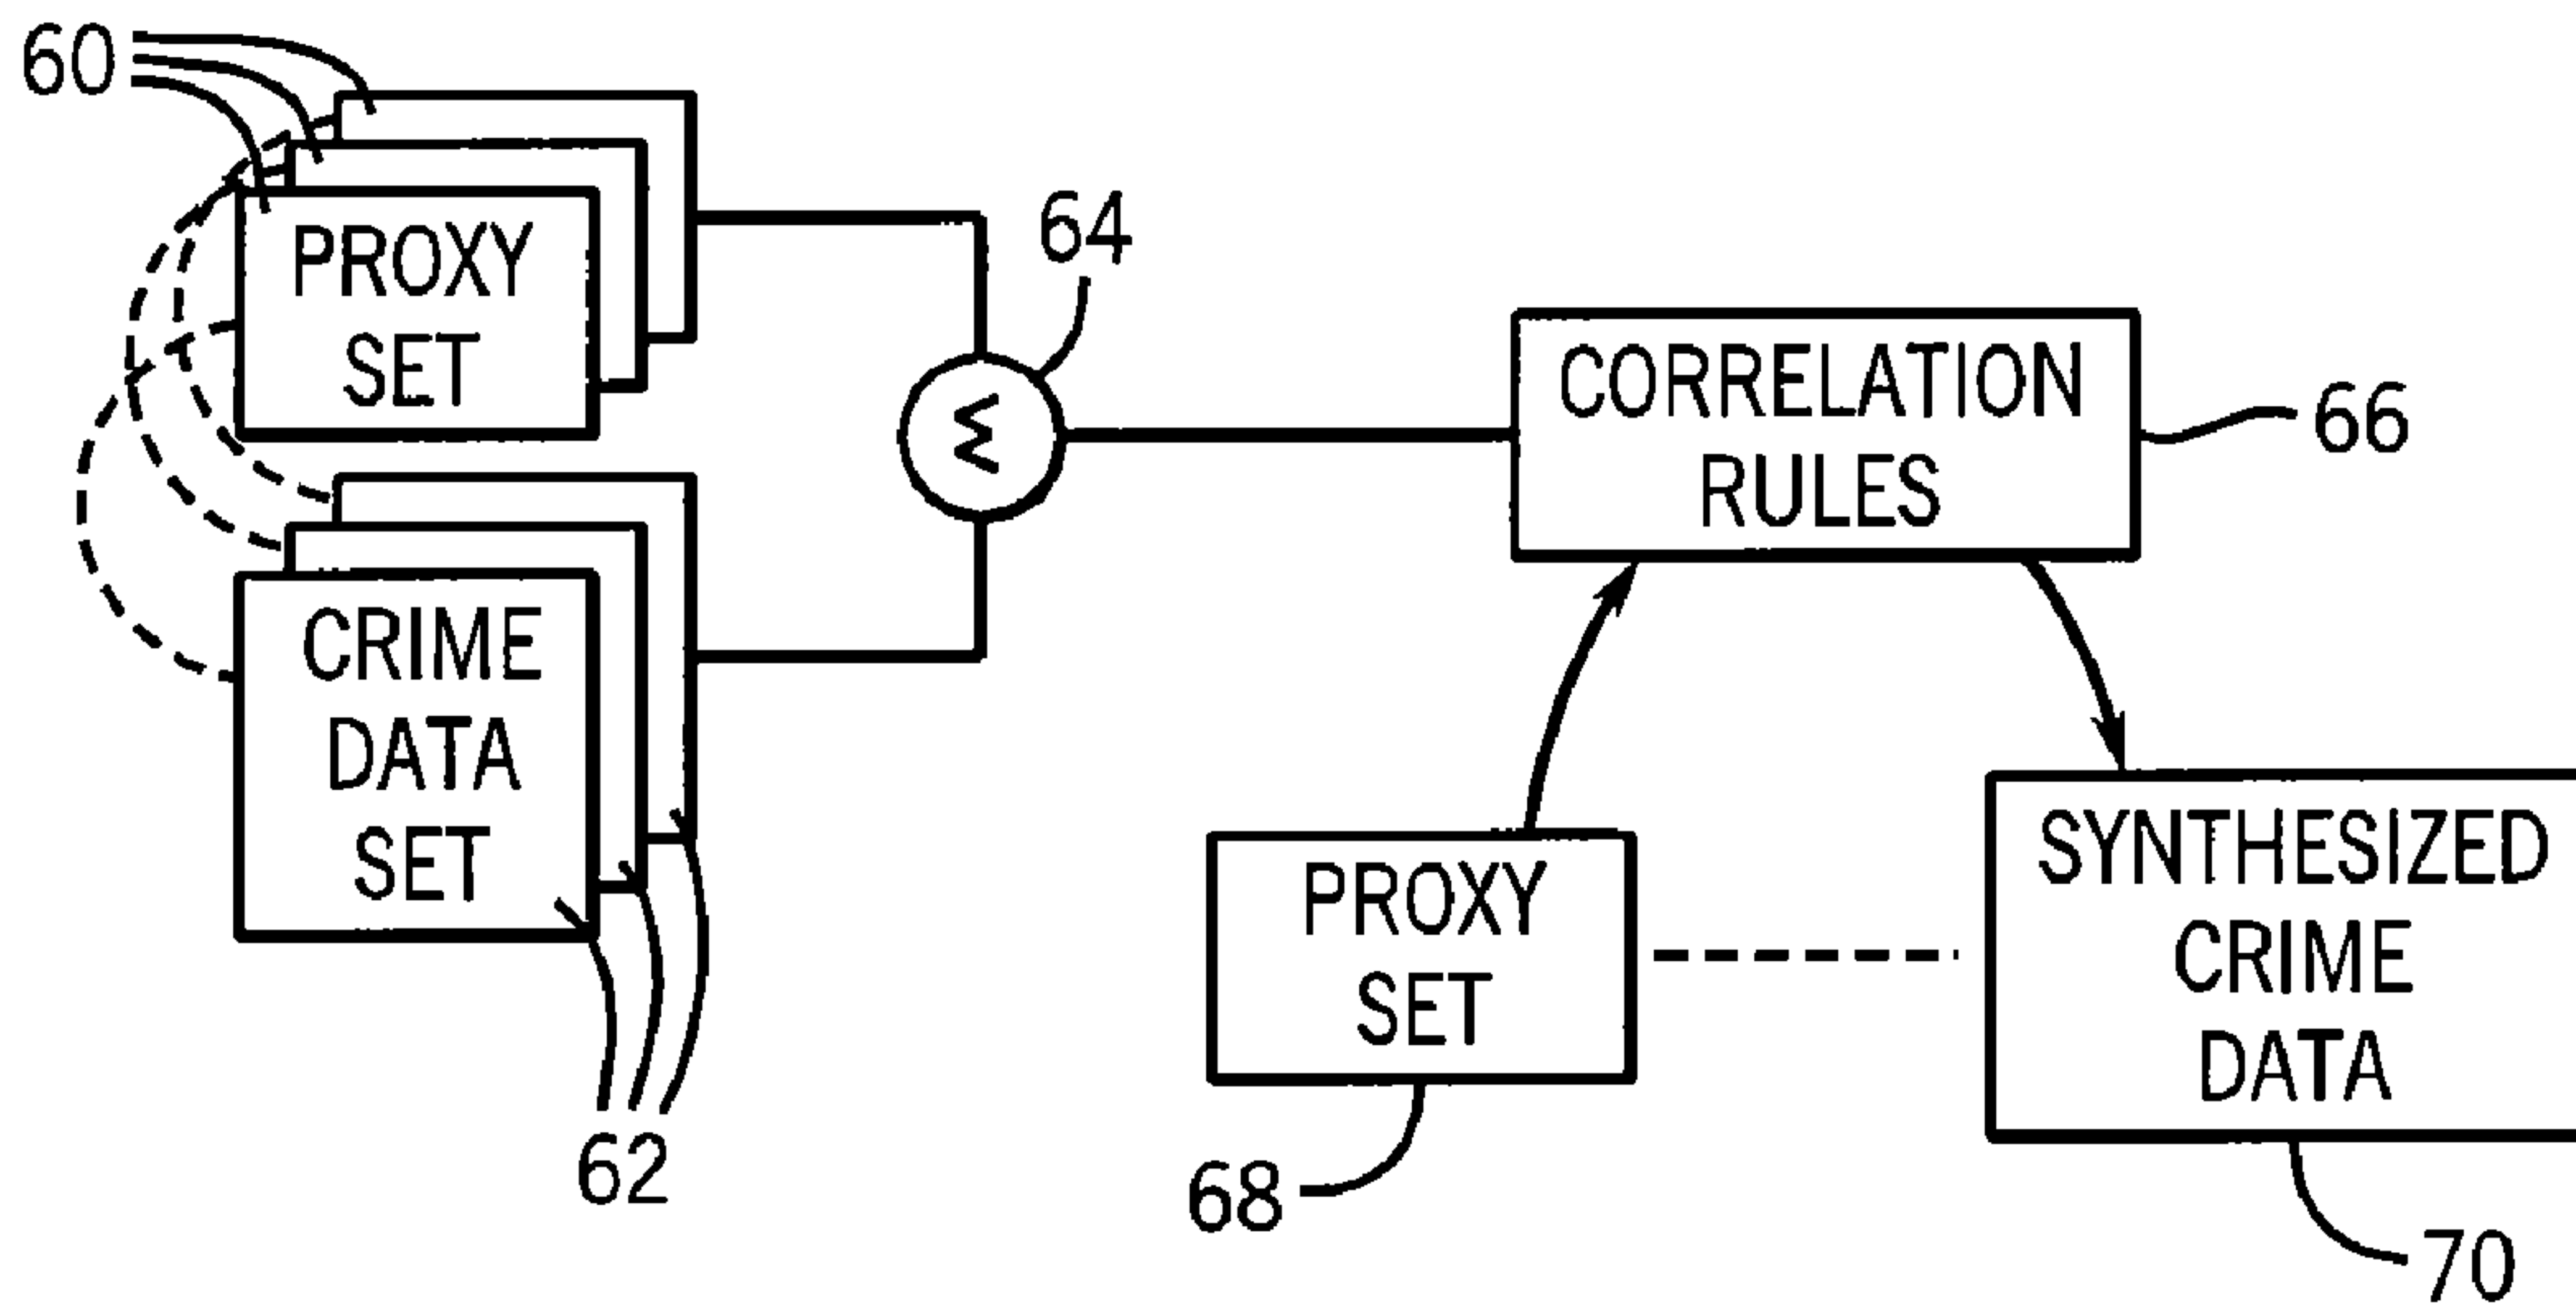 60
PROXY
SET
64
Σ
CORRELATION
RULES
66
CRIME
DATA
SET
62
PROXY
SET
68
SYNTHESIZED
CRIME
DATA
70